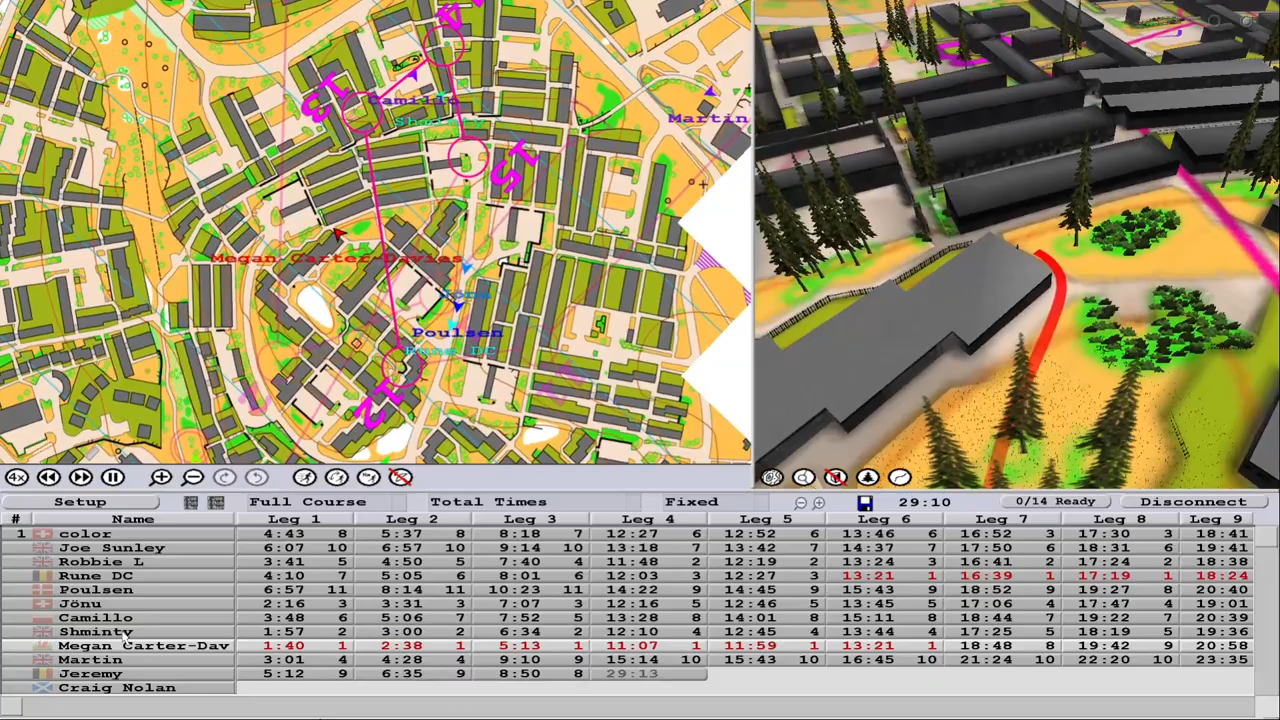 14
13
Camillo
Shminty
Martin
15
Megan Carter-Davies
Jönu
Poulsen
Rune DC
12
4x
Setup Full Course Total Times Fixed 29:10 0/14 Ready Disconnect
# Name Leg 1 Leg 2 Leg 3 Leg 4 Leg 5 Leg 6 Leg 7 Leg 8 Leg 9
1 color 4:43 8 5:37 8 8:18 7 12:27 6 12:52 6 13:46 6 16:52 3 17:30 3 18:41
Joe Sunley 6:07 10 6:57 10 9:14 10 13:18 7 13:42 7 14:37 7 17:50 6 18:31 6 19:41
Robbie L 3:41 5 4:50 5 7:40 4 11:48 2 12:19 2 13:24 3 16:41 2 17:24 2 18:38
Rune DC 4:10 7 5:05 6 8:01 6 12:03 3 12:27 3 13:21 1 16:39 1 17:19 1 18:24
Poulsen 6:57 11 8:14 11 10:23 11 14:22 9 14:45 9 15:43 9 18:52 9 19:27 8 20:40
Jönu 2:16 3 3:31 3 7:07 3 12:16 5 12:46 5 13:45 5 17:06 4 17:47 4 19:01
Camillo 3:48 6 5:06 7 7:52 5 13:28 8 14:01 8 15:11 8 18:44 7 19:22 7 20:39
Shminty 1:57 2 3:00 2 6:34 2 12:10 4 12:45 4 13:44 4 17:25 5 18:19 5 19:36
Megan Carter-Dav 1:40 1 2:38 1 5:13 1 11:07 1 11:59 1 13:21 1 18:48 8 19:42 9 20:58
Martin 3:01 4 4:28 4 9:10 9 15:14 10 15:43 10 16:45 10 21:24 10 22:20 10 23:35
Jeremy 5:12 9 6:35 9 8:50 8 29:13
Craig Nolan